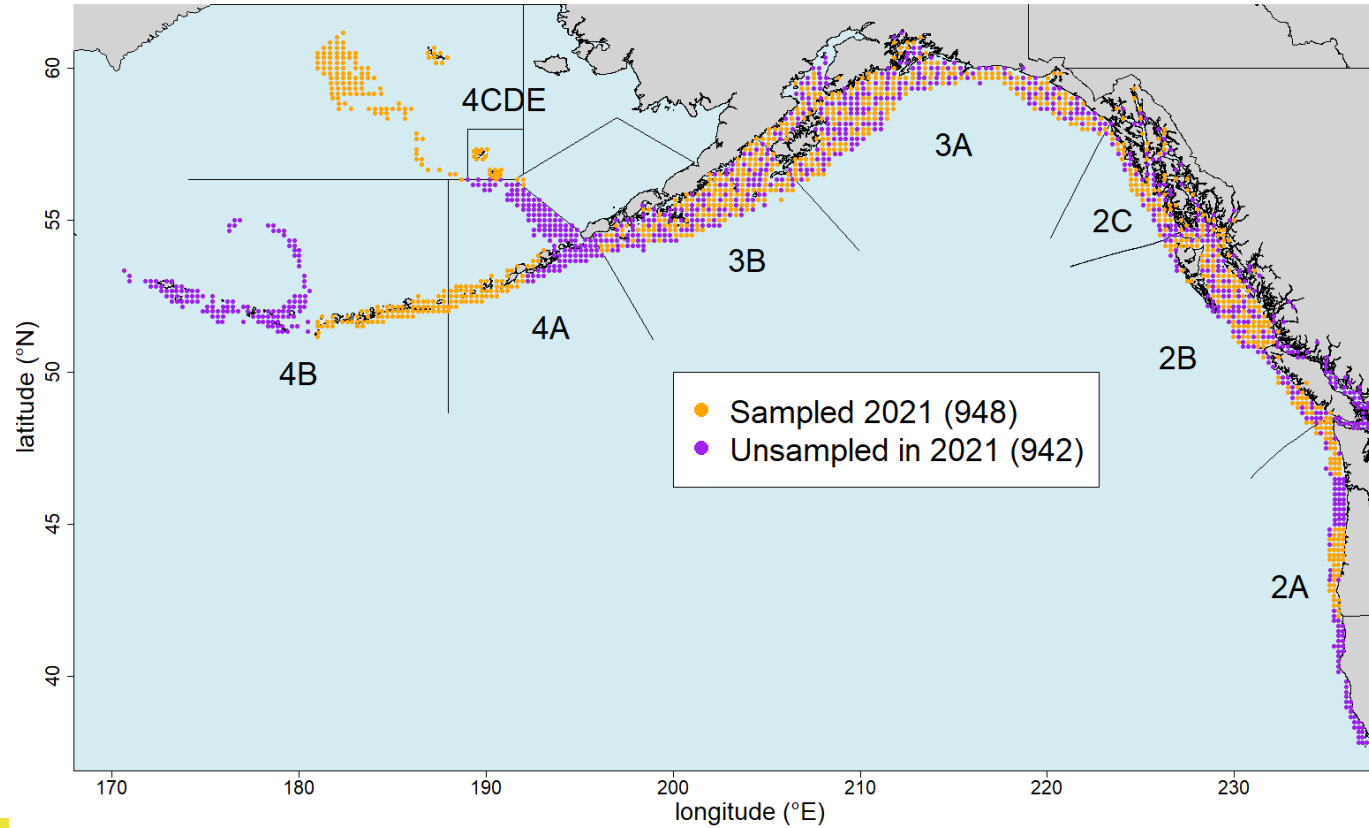 4CDE
3A
2C
3B
4A
4B
2B
2A
Sampled 2021 (948)
Unsampled in 2021 (942)
latitude (°N)
60
55
50
45
40
170 180 190 200 210 220 230
longitude (°E)